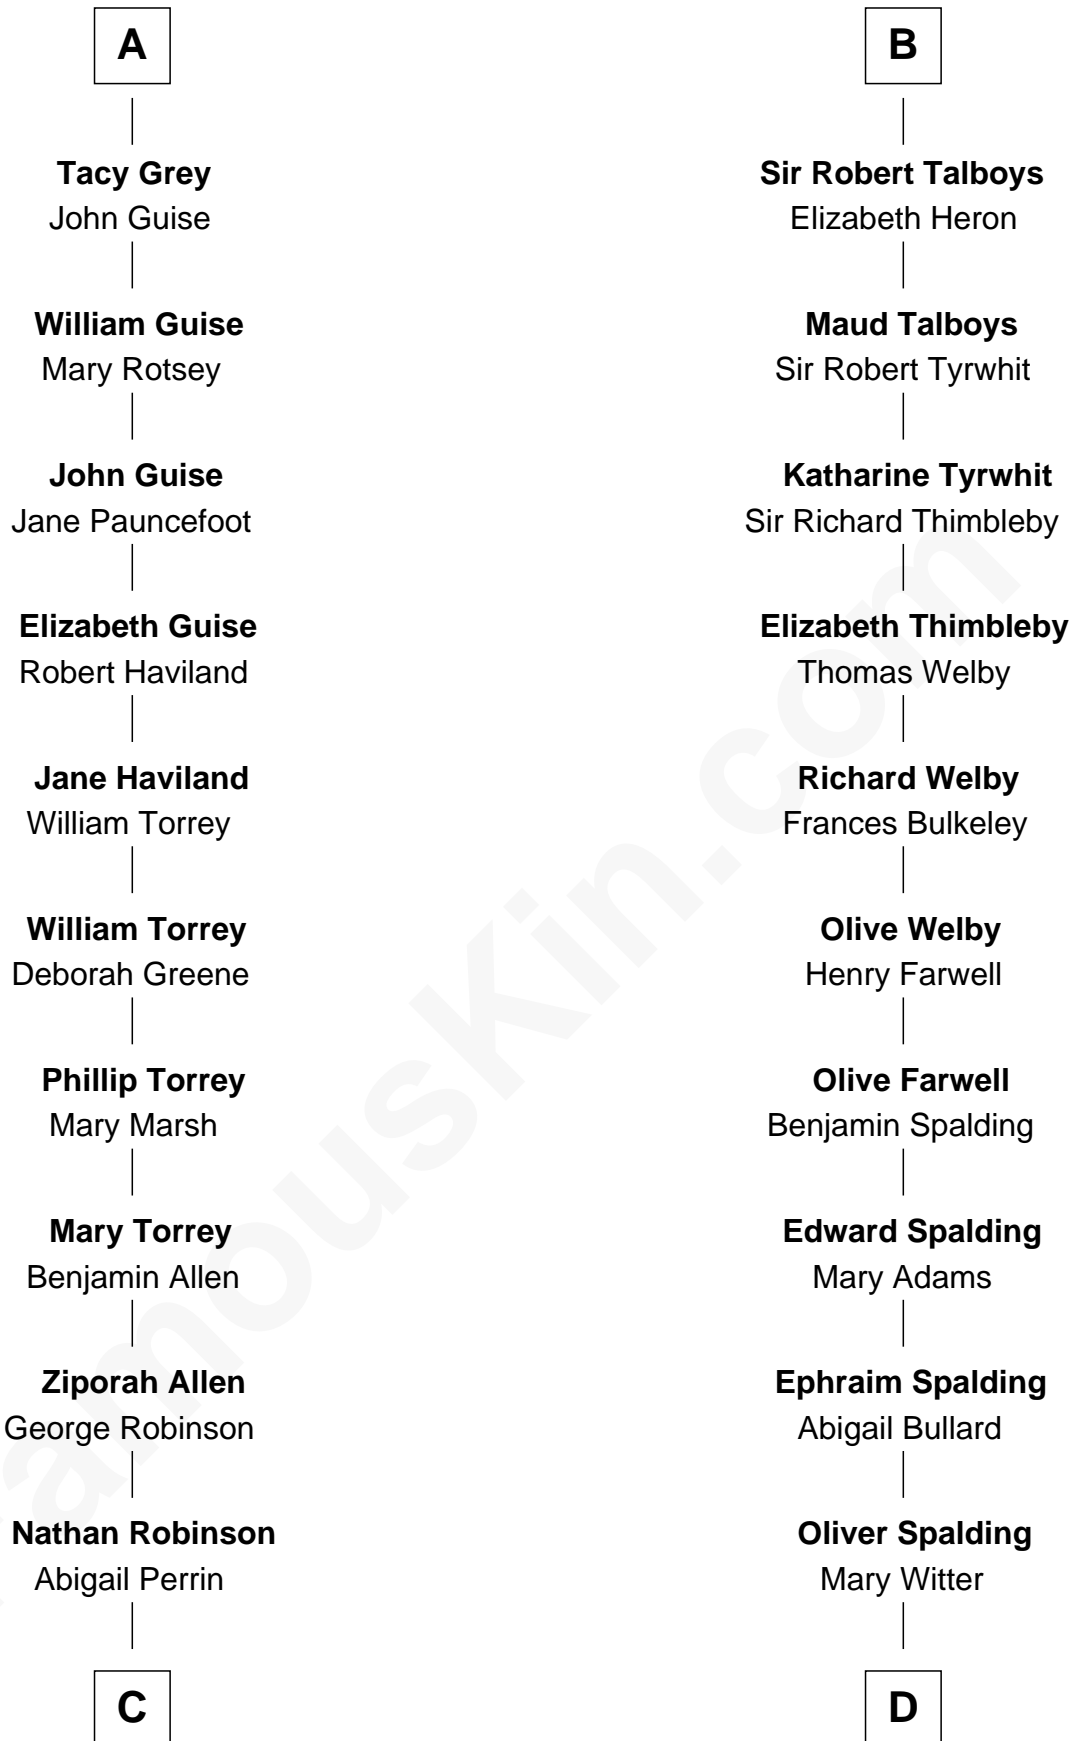 A
Tacy Grey
John Guise
William Guise
Mary Rotsey
John Guise
Jane Pauncefoot
Elizabeth Guise
Robert Haviland
Jane Haviland
William Torrey
William Torrey
Deborah Greene
Phillip Torrey
Mary Marsh
Mary Torrey
Benjamin Allen
Ziporah Allen
George Robinson
Nathan Robinson
Abigail Perrin
C
B
Sir Robert Talboys
Elizabeth Heron
Maud Talboys
Sir Robert Tyrwhit
Katharine Tyrwhit
Sir Richard Thimbleby
Elizabeth Thimbleby
Thomas Welby
Richard Welby
Frances Bulkeley
Olive Welby
Henry Farwell
Olive Farwell
Benjamin Spalding
Edward Spalding
Mary Adams
Ephraim Spalding
Abigail Bullard
Oliver Spalding
Mary Witter
D
FamousKin.com